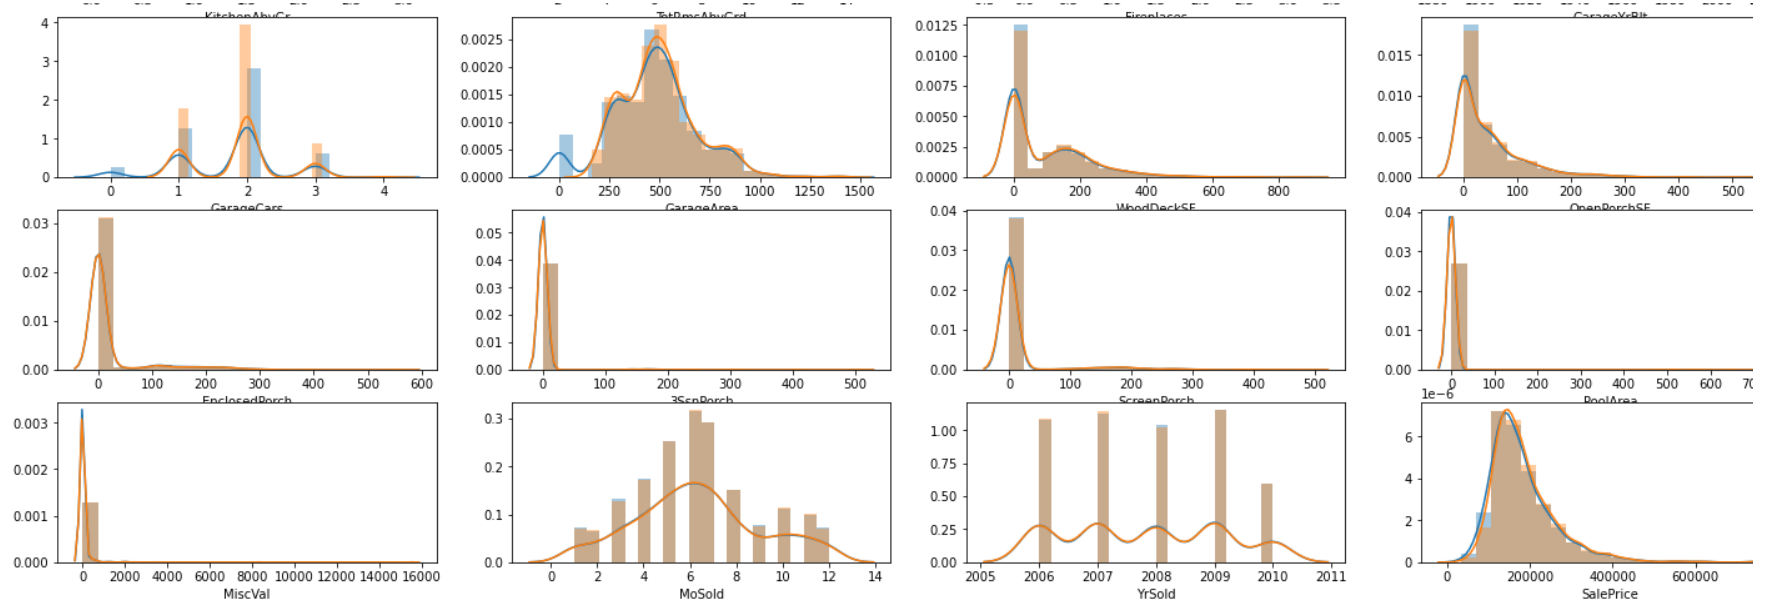 KitchenAbvGr TotRmsAbvGrd Fireplaces GarageYrBlt
4 3 2 1 0
0 1 2 3 4
GarageCars
0.0025 0.0020 0.0015 0.0010 0.0005 0.0000
0 250 500 750 1000 1250 1500
GarageArea
0.0125 0.0100 0.0075 0.0050 0.0025 0.0000
0 200 400 600 800
WoodDeckSF
0.015 0.010 0.005 0.000
0 100 200 300 400 500
OpenPorchSF
0.03 0.02 0.01 0.00
0 100 200 300 400 500 600
EnclosedPorch
0.05 0.04 0.03 0.02 0.01 0.00
0 100 200 300 400 500
3SsnPorch
0.04 0.03 0.02 0.01 0.00
0 100 200 300 400 500
ScreenPorch
0.04 0.03 0.02 0.01 0.00
0 100 200 300 400 500 600
PoolArea
0.003 0.002 0.001 0.000
0 2000 4000 6000 8000 10000 12000 14000 16000
MiscVal
0.3 0.2 0.1 0.0
0 2 4 6 8 10 12 14
MoSold
1.00 0.75 0.50 0.25 0.00
2005 2006 2007 2008 2009 2010 2011
YrSold
1e−6
6 4 2 0
0 200000 400000 600000
SalePrice